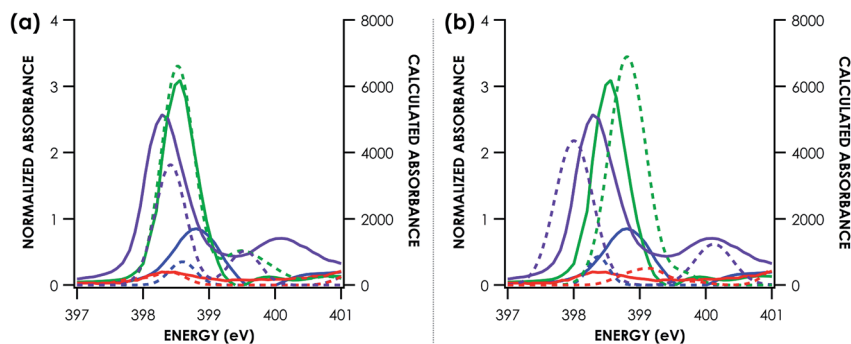 (a)
4
3
2
1
0
NORMALIZED ABSORBANCE
8000
6000
4000
2000
0
CALCULATED ABSORBANCE
397 398 399 400 401
ENERGY (eV)
(b)
4
3
2
1
0
NORMALIZED ABSORBANCE
8000
6000
4000
2000
0
CALCULATED ABSORBANCE
397 398 399 400 401
ENERGY (eV)